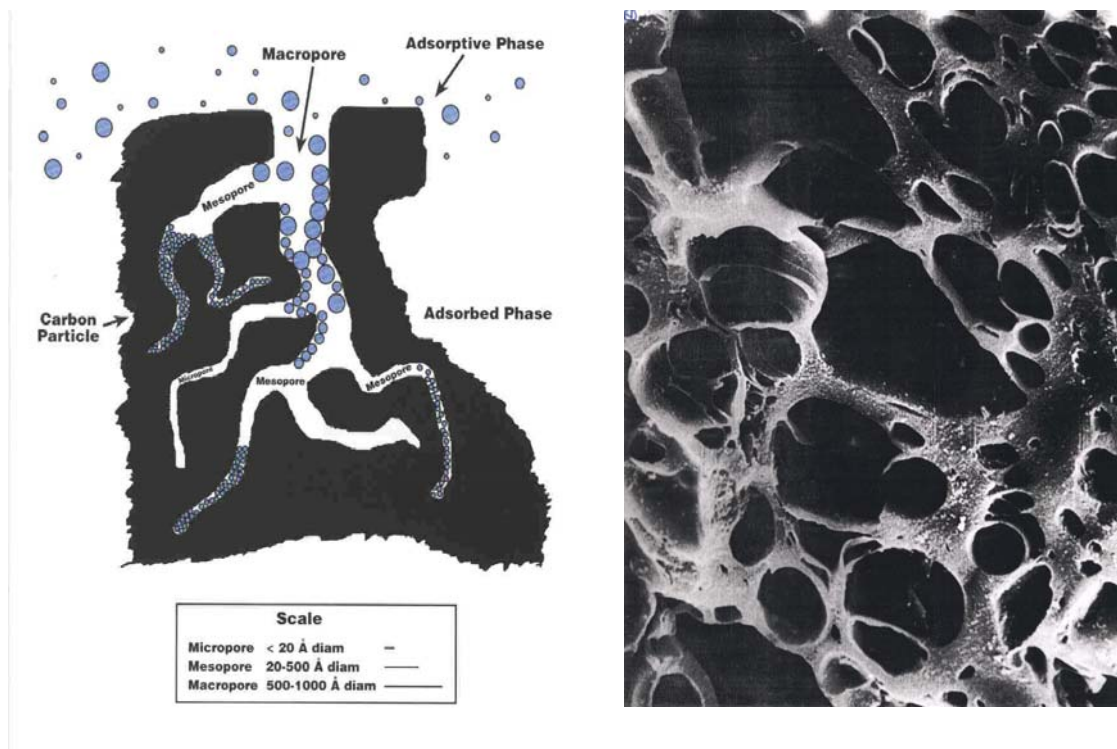 Macropore
Adsorptive Phase
Mesopore
Carbon
Particle
Adsorbed Phase
Micropore
Mesopore
Mesopore
Scale
Micropore < 20 Å diam
Mesopore 20-500 Å diam
Macropore 500-1000 Å diam